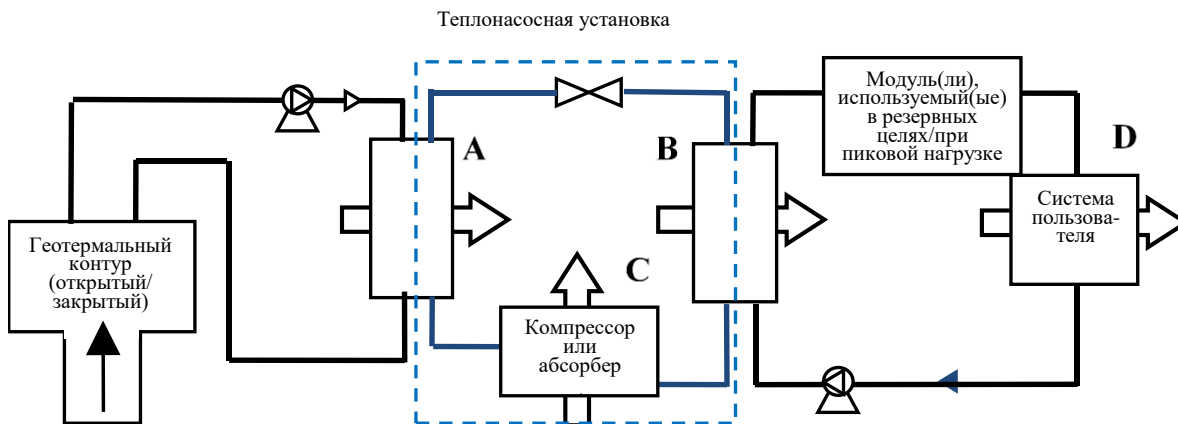 Теплонасосная установка
Модуль(ли),
используемый(ые)
в резервных
целях/при
пиковой нагрузке
A
B
D
Система
пользова-
теля
Геотермальный
контур
(открытый/
закрытый)
C
Компрессор
или
абсорбер